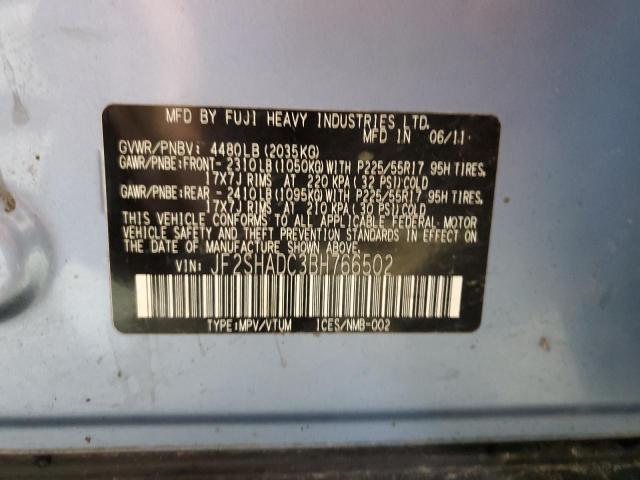 MFD BY FUJI HEAVY INDUSTRIES LTD.
MFD IN 06/11
GVWR/PNBV: 4480LB (2035KG)
GAWR/PNBE:FRONT- 2310LB (1050KG) WITH P225/55R17 95H TIRES,
17X7J RIMS AT 220 KPA ( 32 PSI) COLD
GAWR/PNBE:REAR -2410LB (1095KG) WITH P225/55R17 95H TIRES,
17X7J RIMS AT 210 KPA ( 30 PSI) COLD
THIS VEHICLE CONFORMS TO ALL APPLICABLE FEDERAL MOTOR
VEHICLE SAFETY AND THEFT PREVENTION STANDARDS IN EFFECT ON
THE DATE OF MANUFACTURE SHOWN ABOVE.
VIN: JF2SHADC3BH766502
TYPE:MPV/VTUM ICES/NMB-002